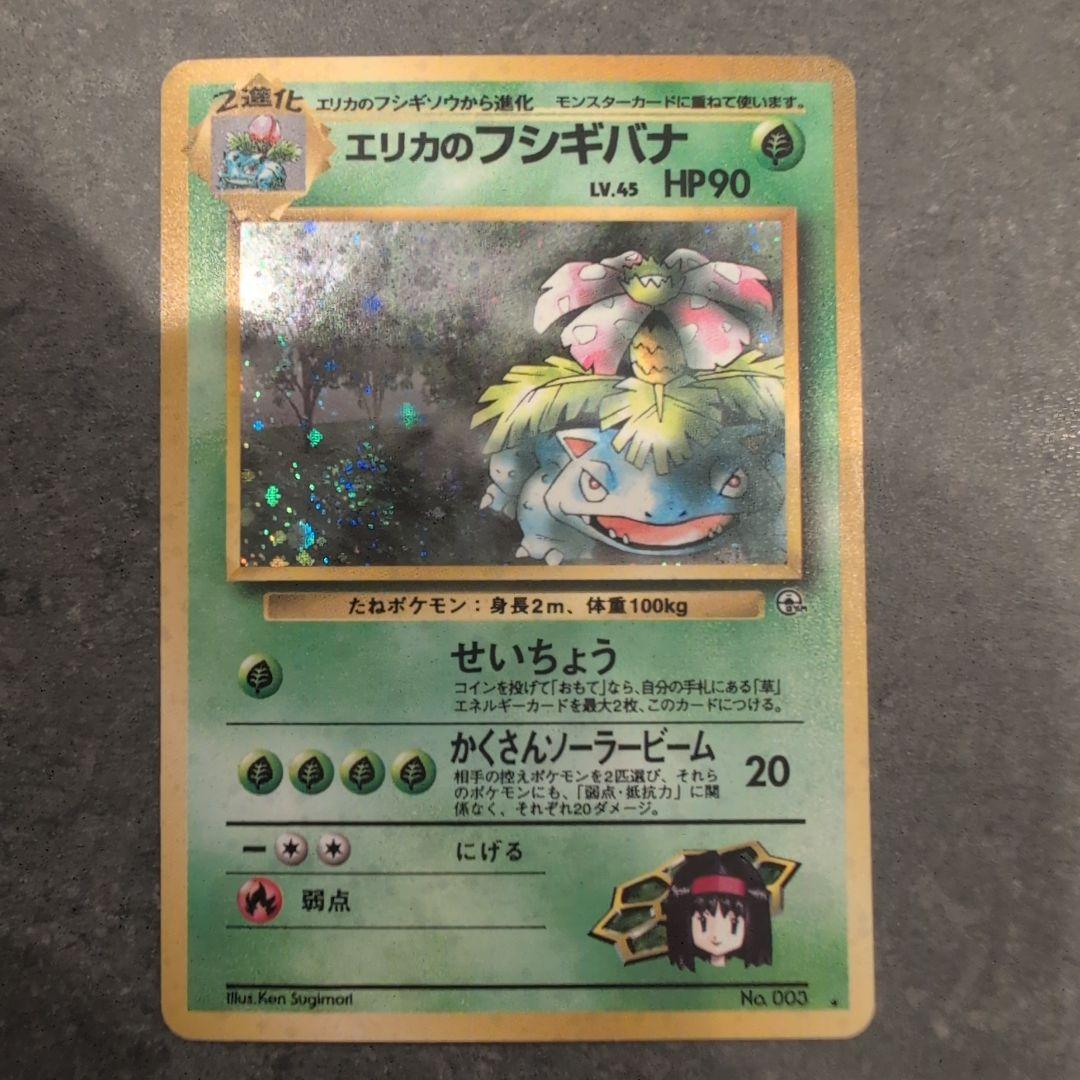 2進化 エリカのフシギソウから進化 モンスターカードに重ねて使います。
エリカのフシギバナ
LV.45 HP90
たねポケモン：身長2m、体重100kg
せいちょう
コインを投げて「おもて」なら、自分の手札にある「草」
エネルギーカードを最大2枚、このカードにつける。
かくさんソーラービーム 20
相手の控えポケモンを2匹選び、それら
のポケモンにも、「弱点・抵抗力」に関
係なく、それぞれ20ダメージ。
にげる
弱点
Illus. Ken Sugimori No. 003